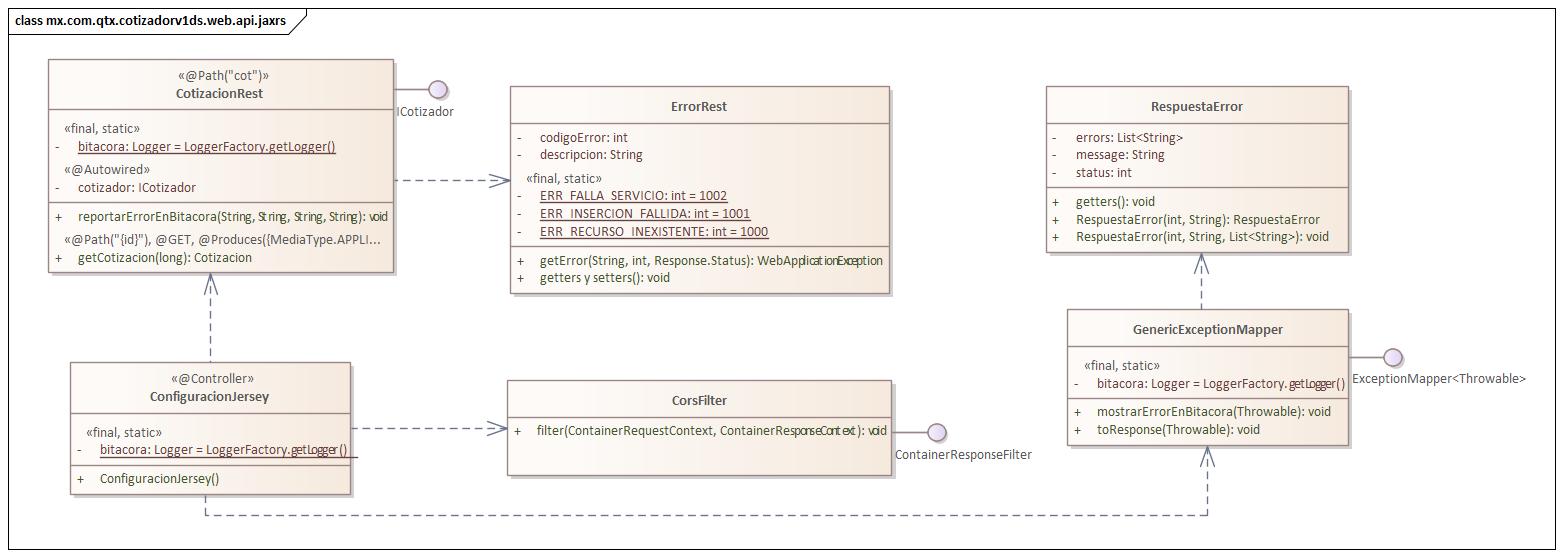 class mx.com.qtx.cotizadorv1ds.web.api.jaxrs
«@Path("cot")»
CotizacionRest
«final, static»
- bitacora: Logger = LoggerFactory.getLogger()
«@Autowired»
- cotizador: ICotizador
+ reportarErrorEnBitacora(String, String, String, String): void
«@Path("{id}"), @GET, @Produces({MediaType.APPLI...
+ getCotizacion(long): Cotizacion
ICotizador
ErrorRest
- codigoError: int
- descripcion: String
«final, static»
- ERR_FALLA_SERVICIO: int = 1002
- ERR_INSERCION_FALLIDA: int = 1001
- ERR_RECURSO_INEXISTENTE: int = 1000
+ getError(String, int, Response.Status): WebApplicationException
+ getters y setters(): void
RespuestaError
- errors: List<String>
- message: String
- status: int
+ getters(): void
+ RespuestaError(int, String): RespuestaError
+ RespuestaError(int, String, List<String>): void
«@Controller»
ConfiguracionJersey
«final, static»
- bitacora: Logger = LoggerFactory.getLogger()
+ ConfiguracionJersey()
CorsFilter
+ filter(ContainerRequestContext, ContainerResponseContext): void
ContainerResponseFilter
GenericExceptionMapper
«final, static»
- bitacora: Logger = LoggerFactory.getLogger()
+ mostrarErrorEnBitacora(Throwable): void
+ toResponse(Throwable): void
ExceptionMapper<Throwable>